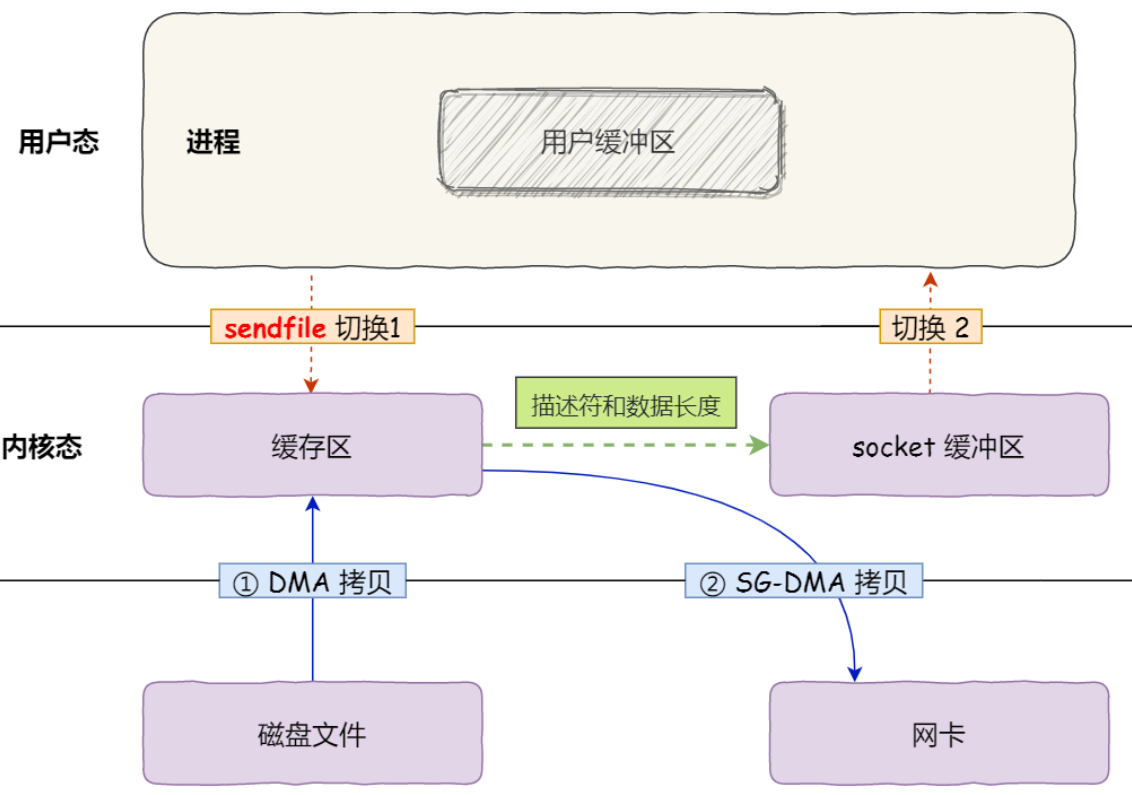 用户态
进程
用户缓冲区
sendfile 切换1
切换 2
描述符和数据长度
内核态
缓存区
socket 缓冲区
① DMA 拷贝
② SG-DMA 拷贝
磁盘文件
网卡